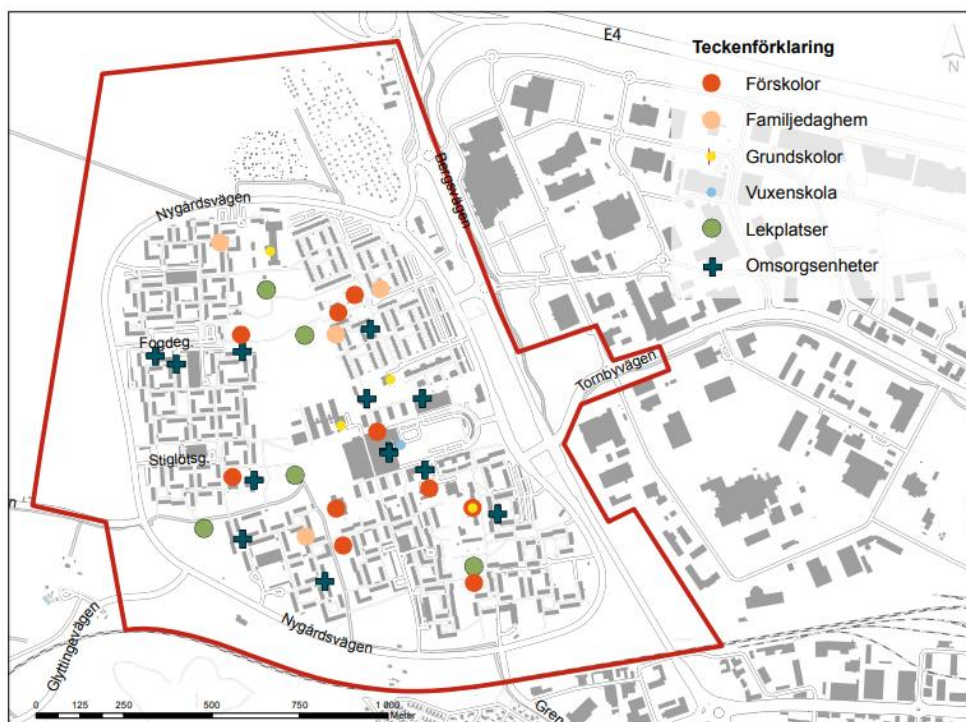 E4
Teckenförklaring
N
Förskolor
Familjedaghem
Grundskolor
Vuxenskola
Lekplatser
Omsorgsenheter
Bergsvägen
Nygårdsvägen
Fogdeg.
Tornbyvägen
Stiglötsg.
n
Nygårdsvägen
Glyttingevägen
Gren
0 125 250 500 750 1 000
Meter